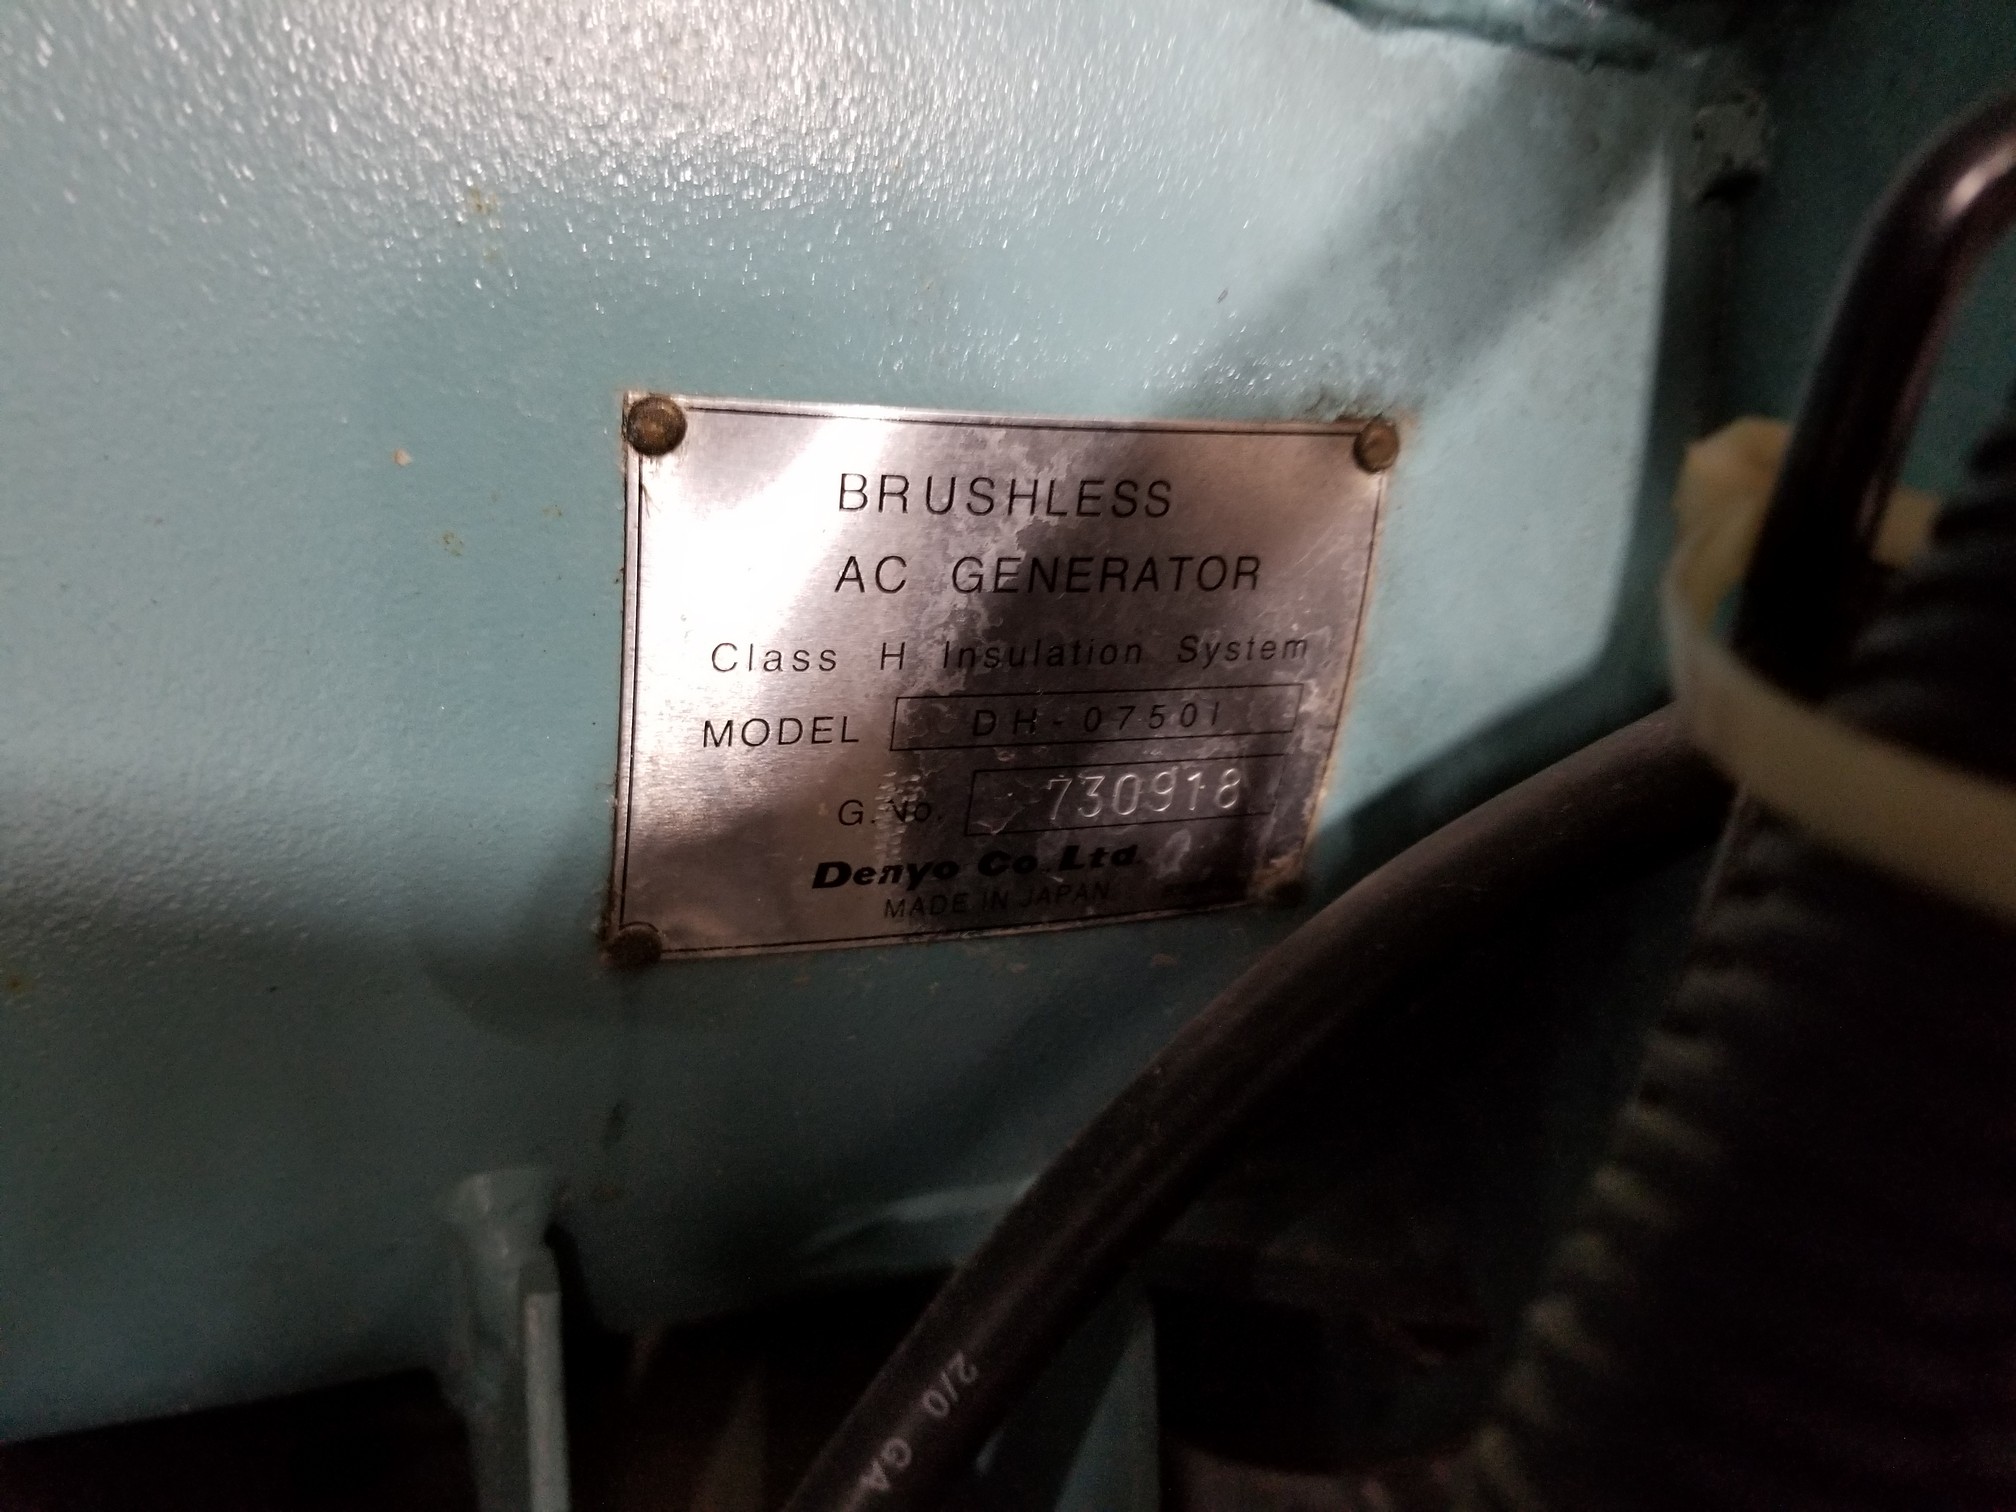 BRUSHLESS
AC GENERATOR
Class H Insulation System
MODEL DH-0750I
G.No. 730918
Denyo Co.Ltd.
MADE IN JAPAN
2/0 GA